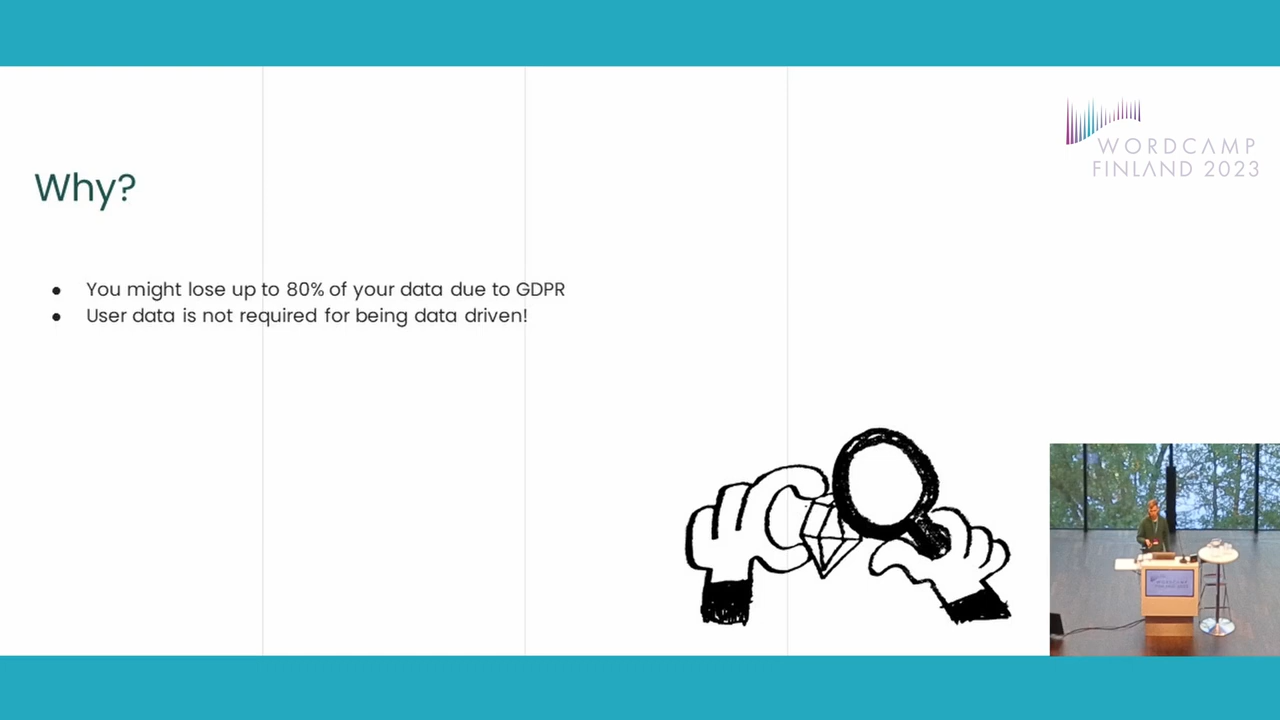 WORDCAMP
FINLAND 2023
Why?
● You might lose up to 80% of your data due to GDPR
● User data is not required for being data driven!